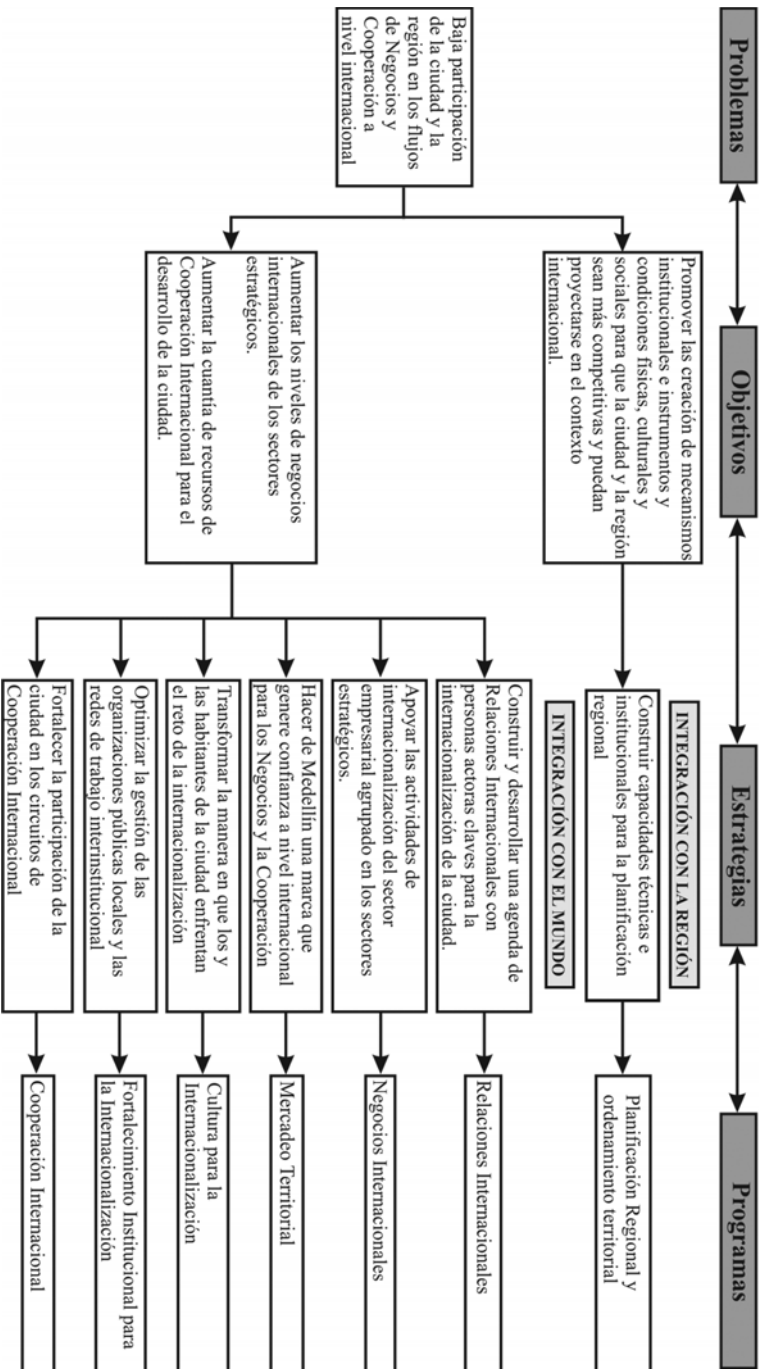 Problemas
Objetivos
Estrategias
Programas
Baja participación
de la ciudad y la
región en los flujos
de Negocios y
Cooperación a
nivel internacional
Promover las creación de mecanismos
institucionales e instrumentos y
condiciones físicas, culturales y
sociales para que la ciudad y la región
sean más competitivas y puedan
proyectarse en el contexto
internacional.
Aumentar los niveles de negocios
internacionales de los sectores
estratégicos.
Aumentar la cuantía de recursos de
Cooperación Internacional para el
desarrollo de la ciudad.
INTEGRACIÓN CON LA REGIÓN
Construir capacidades técnicas e
institucionales para la planificación
regional
INTEGRACIÓN CON EL MUNDO
Construir y desarrollar una agenda de
Relaciones Internacionales con
personas actoras claves para la
internacionalización de la ciudad.
Apoyar las actividades de
internacionalización del sector
empresarial agrupado en los sectores
estratégicos.
Hacer de Medellín una marca que
genere confianza a nivel internacional
para los Negocios y la Cooperación
Transformar la manera en que los y
las habitantes de la ciudad enfrentan
el reto de la internacionalización
Optimizar la gestión de las
organizaciones públicas locales y las
redes de trabajo interinstitucional
Fortalecer la participación de la
ciudad en los circuitos de
Cooperación Internacional
Planificación Regional y
ordenamiento territorial
Relaciones Internacionales
Negocios Internacionales
Mercadeo Territorial
Cultura para la
Internacionalización
Fortalecimiento Institucional para
la Internacionalización
Cooperación Internacional